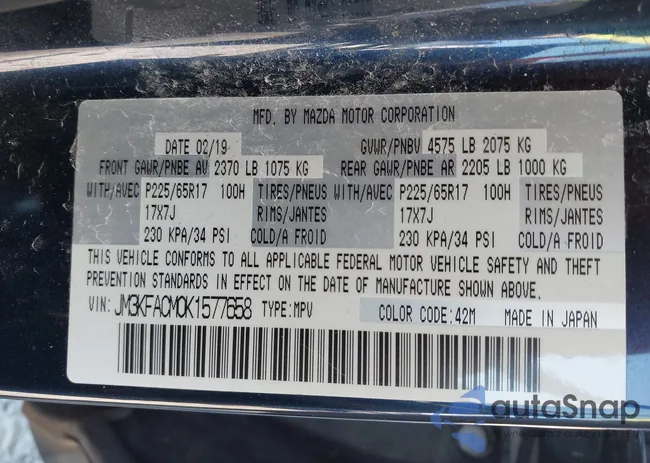 MFD. BY MAZDA MOTOR CORPORATION
DATE 02/19 GVWR/PNBV 4575 LB 2075 KG
FRONT GAWR/PNBE AV 2370 LB 1075 KG REAR GAWR/PNBE AR 2205 LB 1000 KG
WITH/AVEC P225/65R17 100H TIRES/PNEUS WITH/AVEC P225/65R17 100H TIRES/PNEUS
17X7J RIMS/JANTES 17X7J RIMS/JANTES
230 KPA/34 PSI COLD/A FROID 230 KPA/34 PSI COLD/A FROID
THIS VEHICLE CONFORMS TO ALL APPLICABLE FEDERAL MOTOR VEHICLE SAFETY AND THEFT
PREVENTION STANDARDS IN EFFECT ON THE DATE OF MANUFACTURE SHOWN ABOVE.
VIN: JM3KFACM0K1577658 TYPE:MPV COLOR CODE:42M MADE IN JAPAN
autaSnap